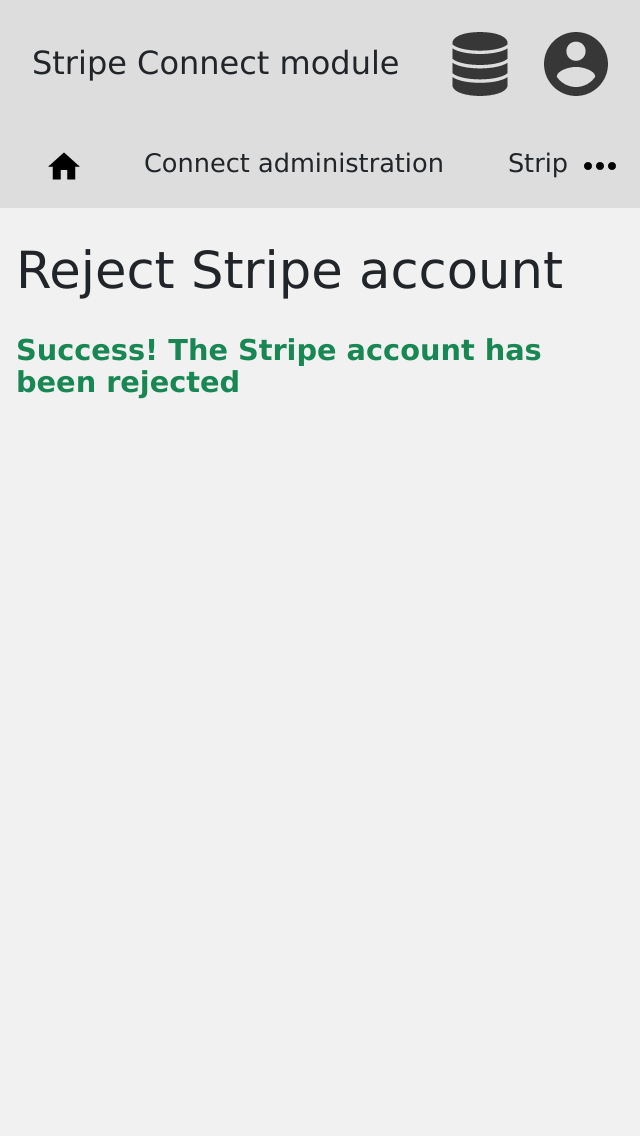 Stripe Connect module
Connect administration
Strip
Reject Stripe account
Success! The Stripe account has
been rejected